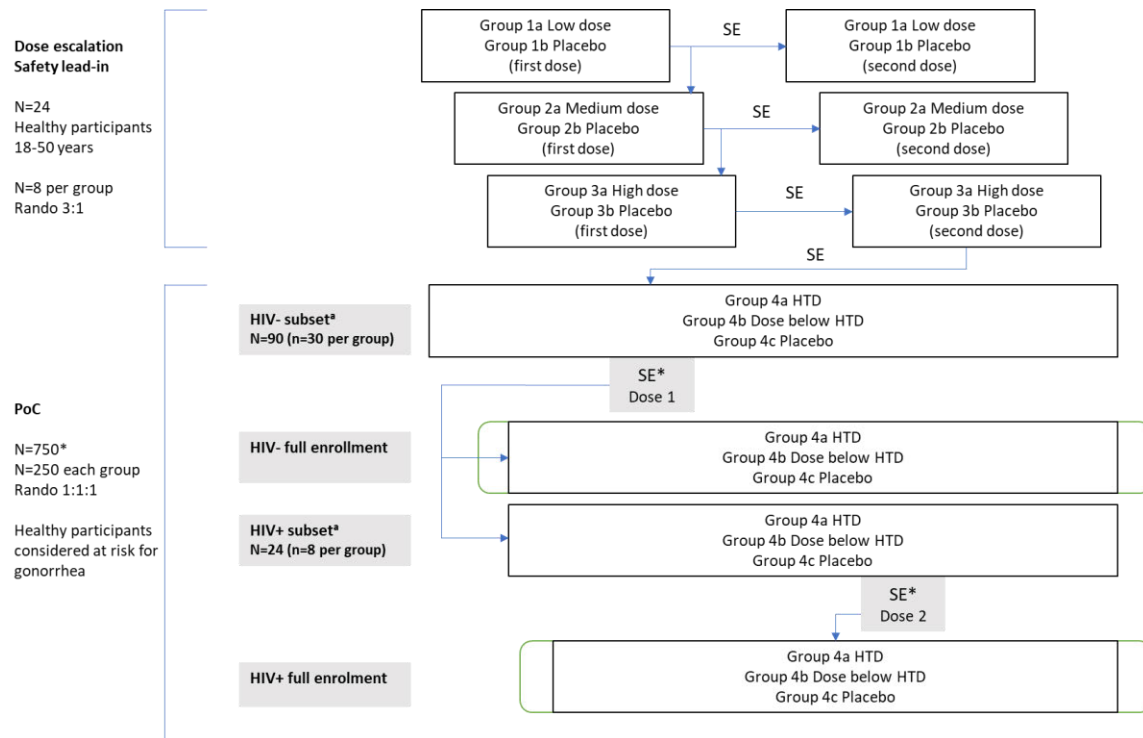 Dose escalation
Safety lead-in
N=24
Healthy participants
18-50 years
N=8 per group
Rando 3:1
Group 1a Low dose
Group 1b Placebo
(first dose)
SE
Group 1a Low dose
Group 1b Placebo
(second dose)
Group 2a Medium dose
Group 2b Placebo
(first dose)
SE
Group 2a Medium dose
Group 2b Placebo
(second dose)
Group 3a High dose
Group 3b Placebo
(first dose)
SE
Group 3a High dose
Group 3b Placebo
(second dose)
SE
PoC
N=750*
N=250 each group
Rando 1:1:1
Healthy participants
considered at risk for
gonorrhea
HIV- subsetª
N=90 (n=30 per group)
Group 4a HTD
Group 4b Dose below HTD
Group 4c Placebo
SE*
Dose 1
HIV- full enrollment
Group 4a HTD
Group 4b Dose below HTD
Group 4c Placebo
HIV+ subsetª
N=24 (n=8 per group)
Group 4a HTD
Group 4b Dose below HTD
Group 4c Placebo
SE*
Dose 2
HIV+ full enrolment
Group 4a HTD
Group 4b Dose below HTD
Group 4c Placebo